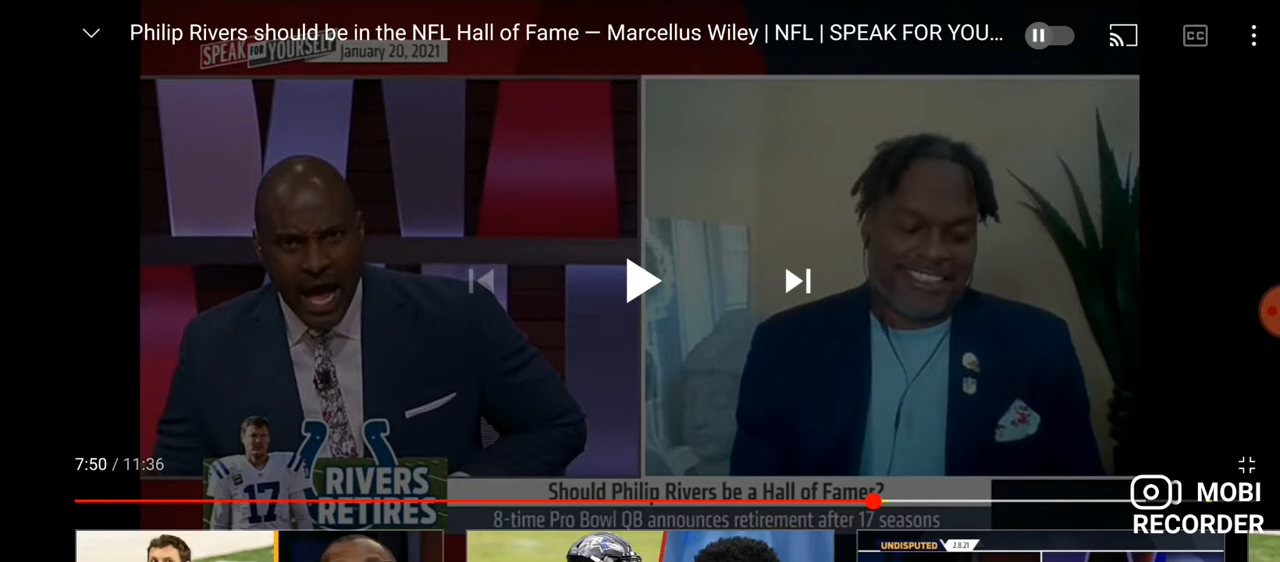 Philip Rivers should be in the NFL Hall of Fame — Marcellus Wiley | NFL | SPEAK FOR YOU...
CC
SPEAK FOR YOURSELF
January 20, 2021
7:50 / 11:36
17
RIVERS
RETIRES
Should Philip Rivers be a Hall of Famer?
8-time Pro Bowl QB announces retirement after 17 seasons
MOBI
RECORDER
UNDISPUTED 2.8.21